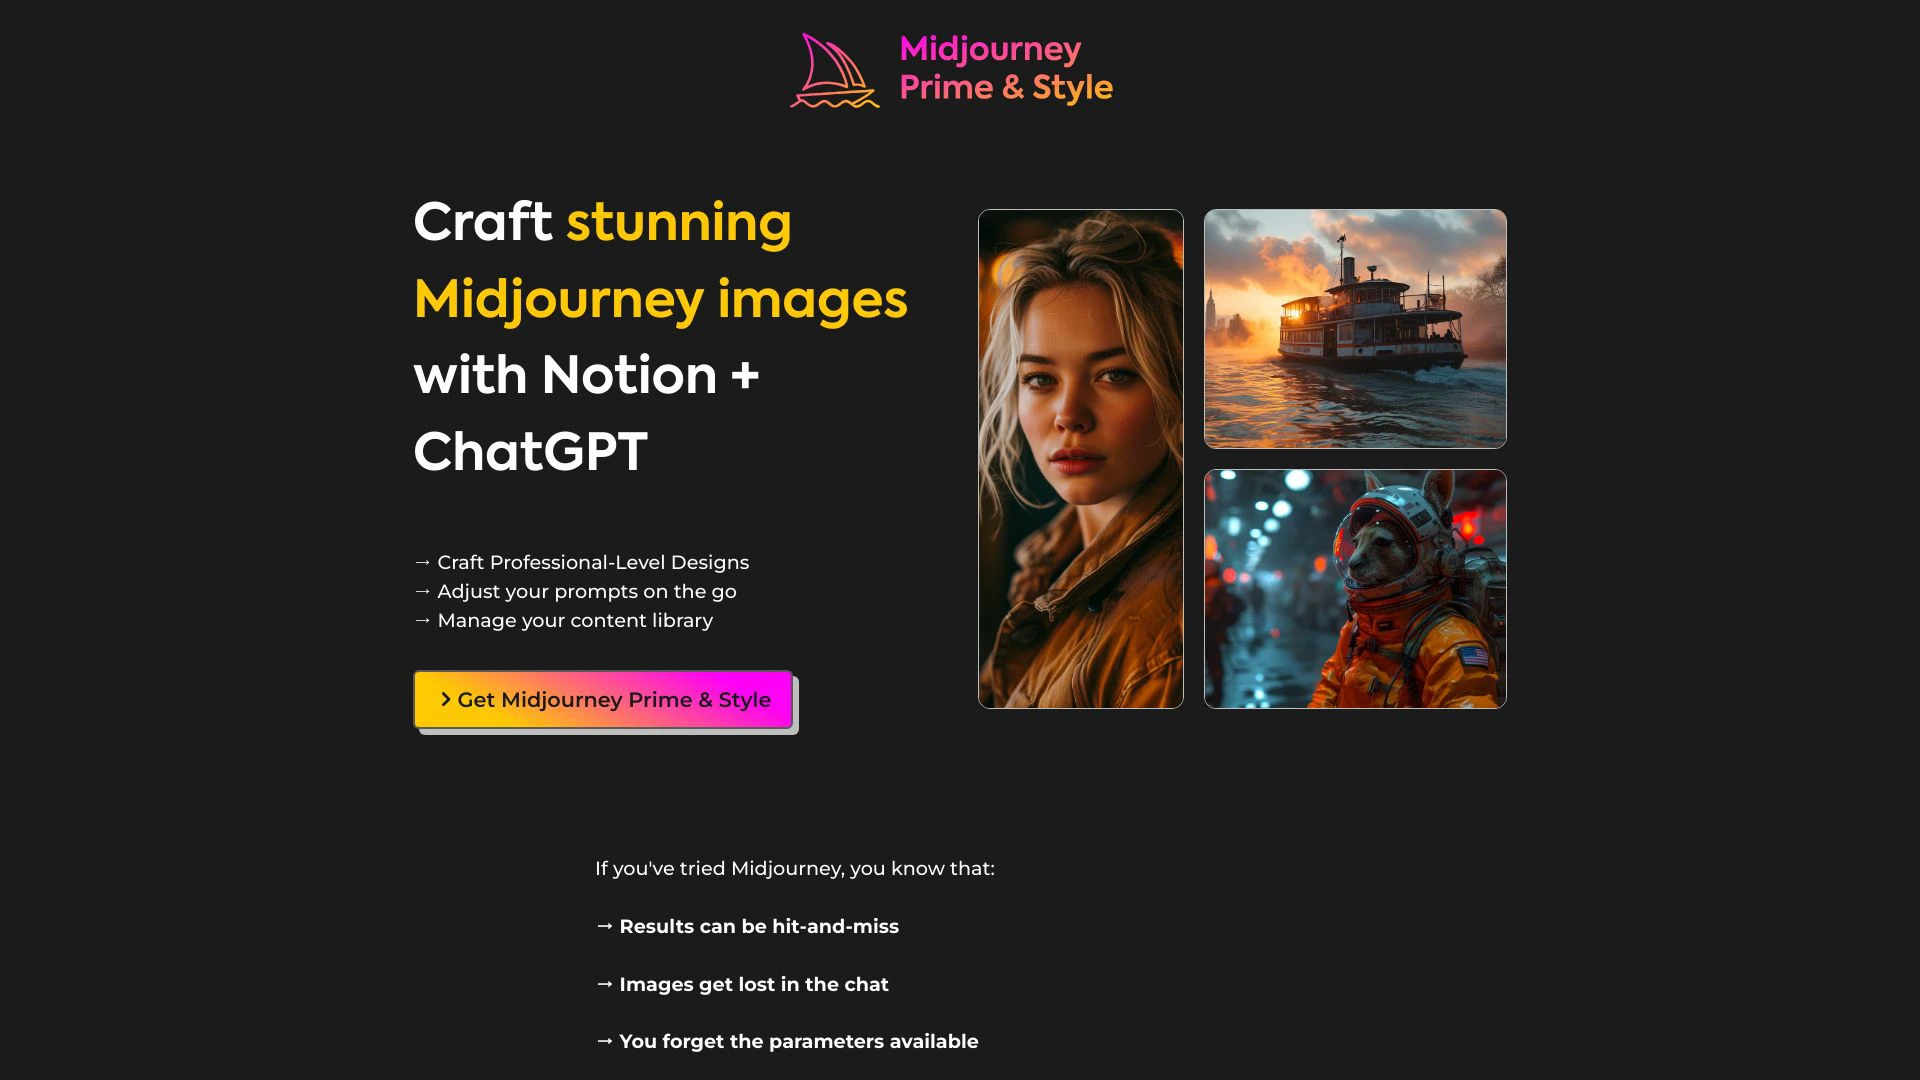 Midjourney
Prime & Style
Craft stunning
Midjourney images
with Notion +
ChatGPT
→ Craft Professional-Level Designs
→ Adjust your prompts on the go
→ Manage your content library
> Get Midjourney Prime & Style
If you've tried Midjourney, you know that:
→ Results can be hit-and-miss
→ Images get lost in the chat
→ You forget the parameters available